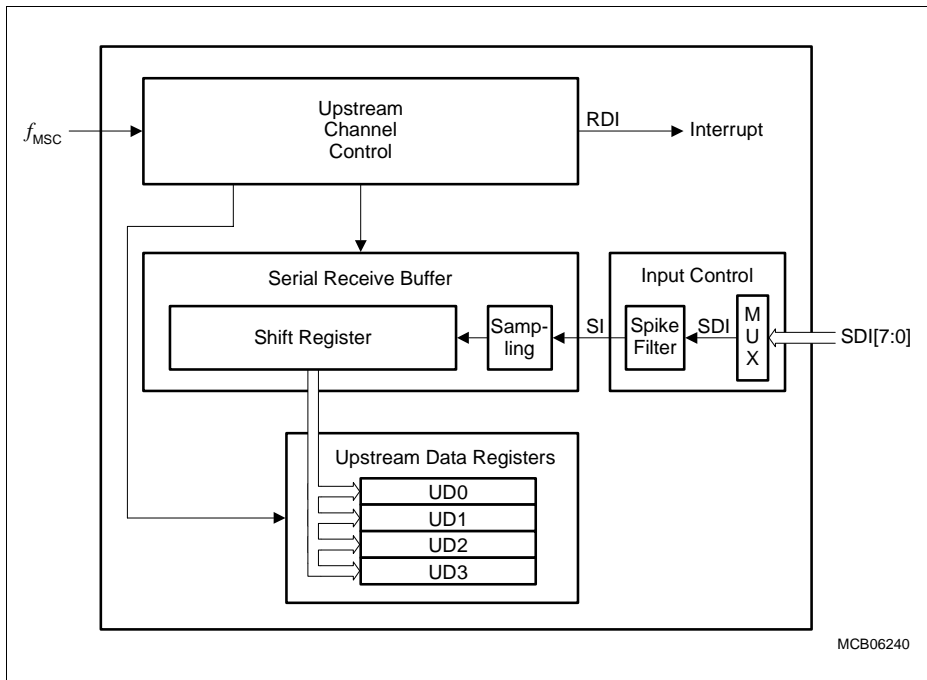 Upstream
Channel
Control
f MSC
RDI
Interrupt
Serial Receive Buffer
Input Control
Shift Register
Samp-
ling
SI
Spike
Filter
SDI
M
U
X
SDI[7:0]
Upstream Data Registers
UD0
UD1
UD2
UD3
MCB06240